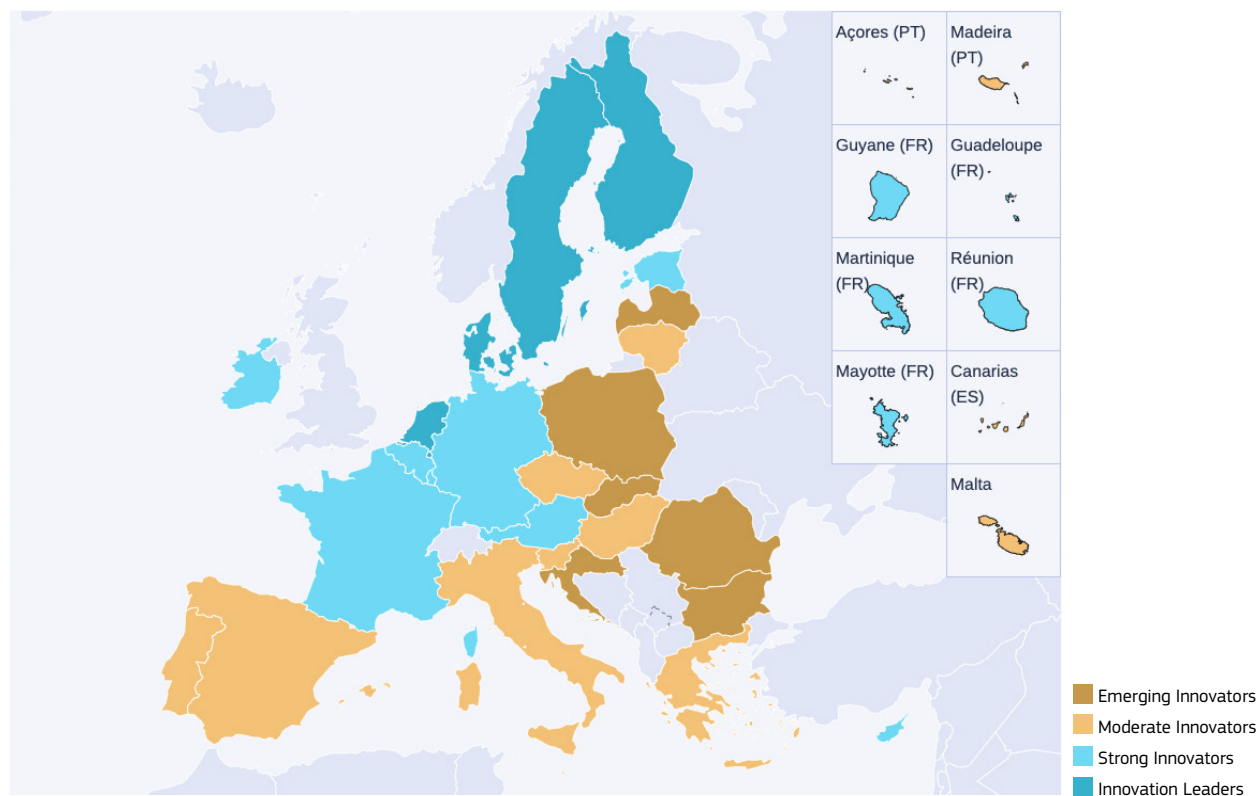 Açores (PT)
Madeira
(PT)
Guyane (FR)
Guadeloupe
(FR)
Martinique
(FR)
Réunion
(FR)
Mayotte (FR)
Canarias
(ES)
Malta
Emerging Innovators
Moderate Innovators
Strong Innovators
Innovation Leaders